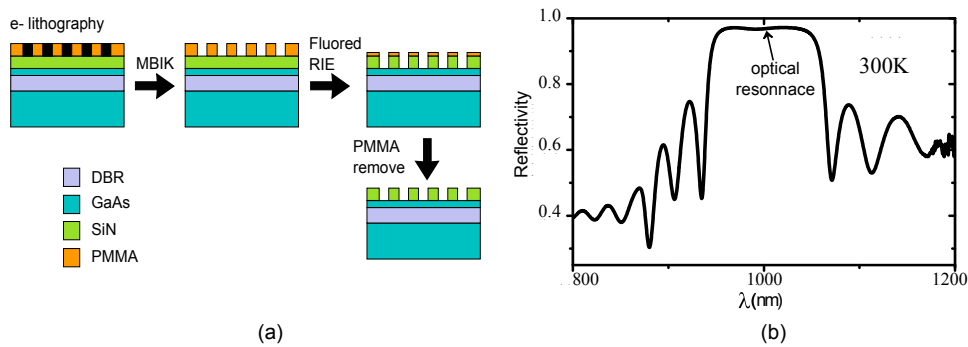 e- lithography
MBIK
Fluored
RIE
PMMA
remove
DBR
GaAs
SiN
PMMA
(a)
Reflectivity
1.0
0.8
0.6
0.4
optical
resonnace
300K
800
1000
1200
λ(nm)
(b)